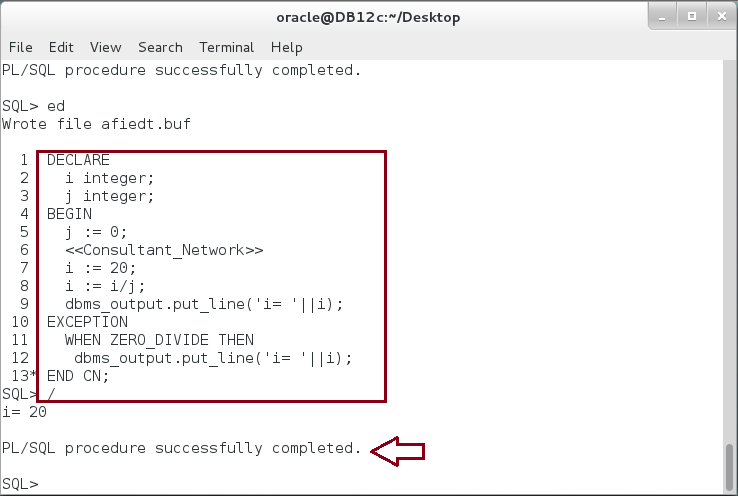 oracle@DB12c:~/Desktop
File Edit View Search Terminal Help
PL/SQL procedure successfully completed.
SQL> ed
Wrote file afiedt.buf
1 DECLARE
2 i integer;
3 j integer;
4 BEGIN
5 j := 0;
6 <<Consultant_Network>>
7 i := 20;
8 i := i/j;
9 dbms_output.put_line('i= '||i);
10 EXCEPTION
11 WHEN ZERO_DIVIDE THEN
12 dbms_output.put_line('i= '||i);
13* END CN;
SQL> /
i= 20
PL/SQL procedure successfully completed.
SQL>